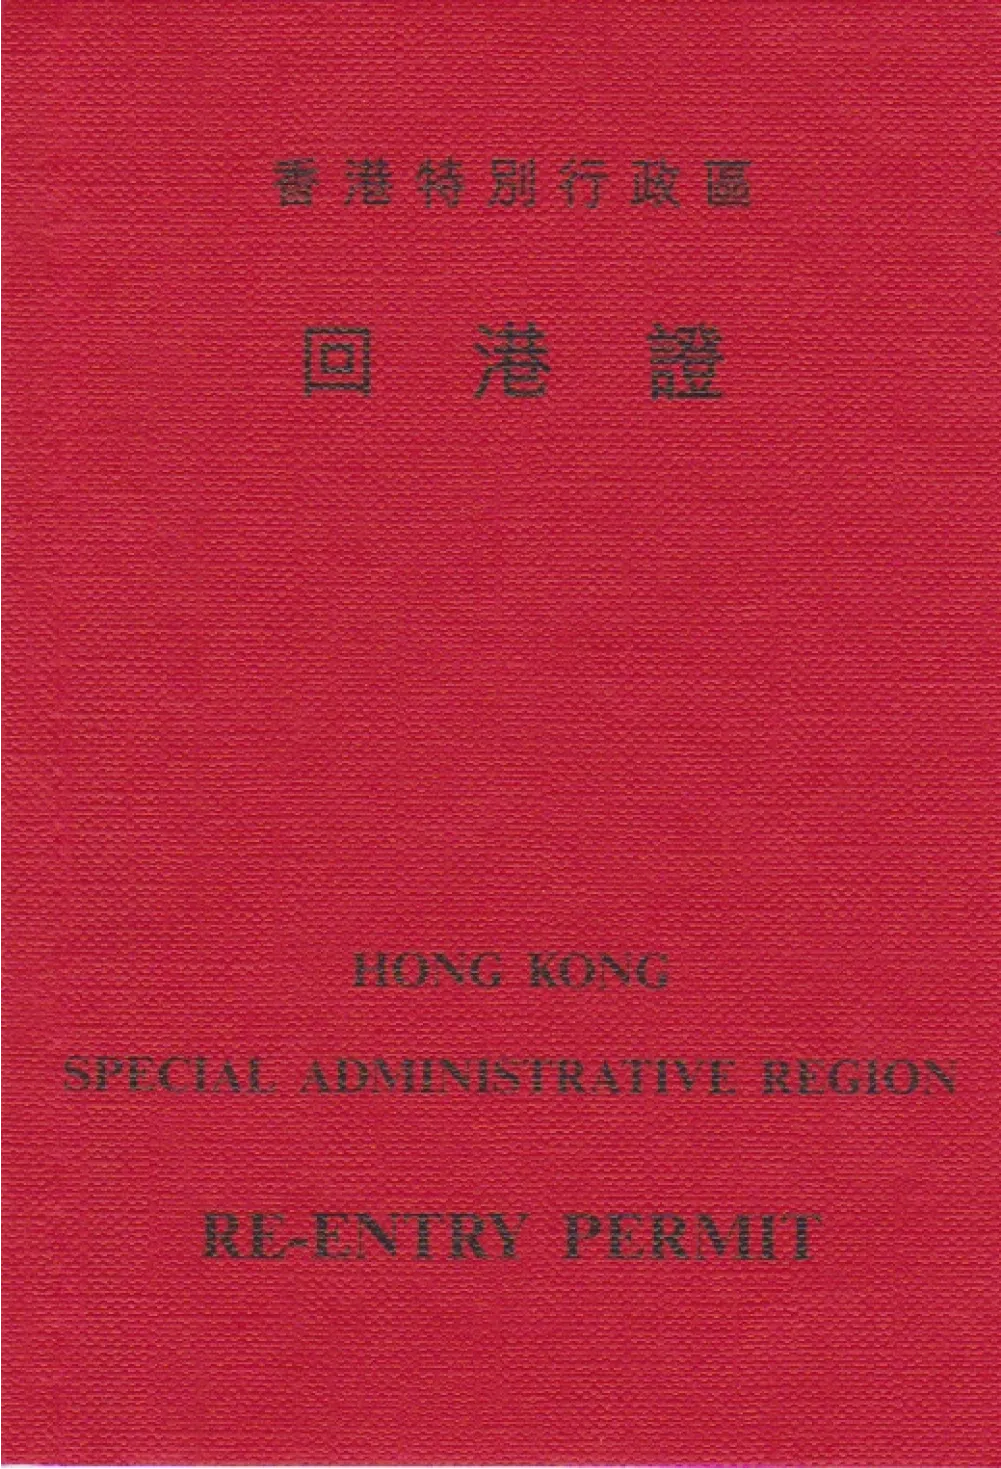 香港特別行政區
回港證
HONG KONG
SPECIAL ADMINISTRATIVE REGION
RE-ENTRY PERMIT